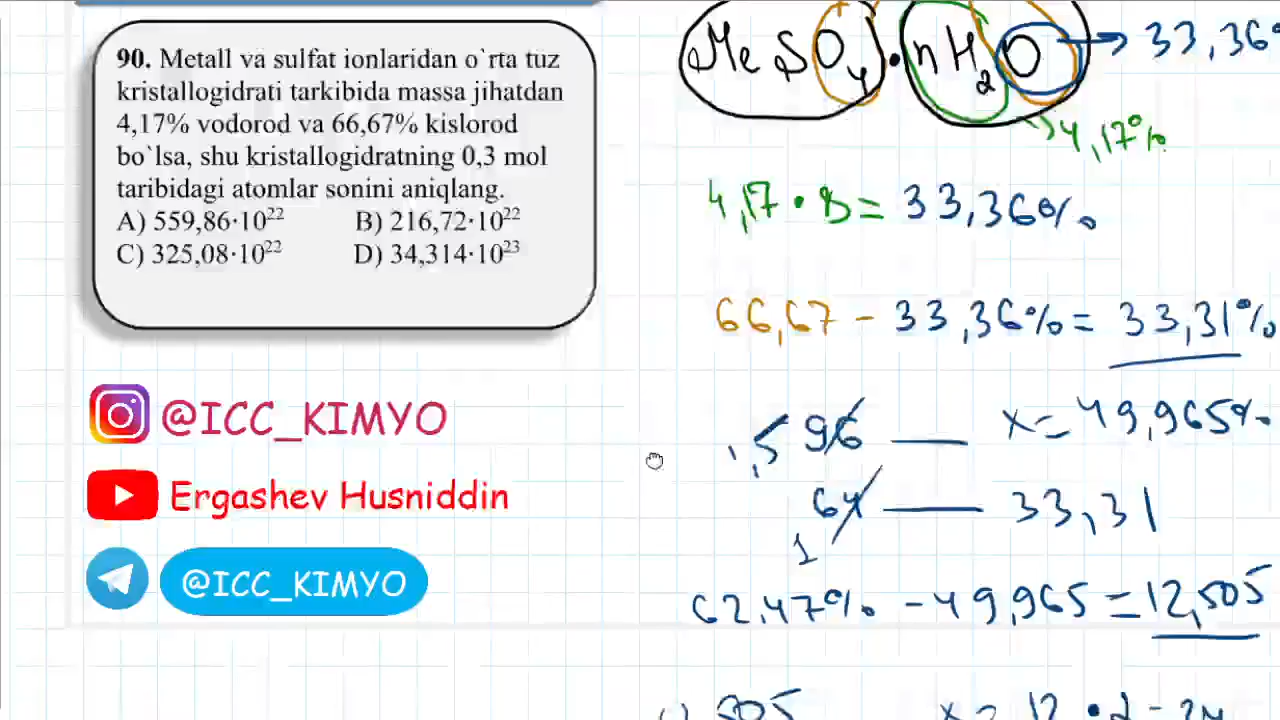 90. Metall va sulfat ionlaridan o`rta tuz
kristallogidrati tarkibida massa jihatdan
4,17% vodorod va 66,67% kislorod
bo`lsa, shu kristallogidratning 0,3 mol
taribidagi atomlar sonini aniqlang.
A) 559,86·10²² B) 216,72·10²²
C) 325,08·10²² D) 34,314·10²³
@ICC_KIMYO
Ergashev Husniddin
@ICC_KIMYO
MeSO₄·nH₂O → 33,36%
4,17%
4,17 · 8 = 33,36%
66,67 - 33,36% = 33,31%
1,5 96 — x = 49,965%
64 — 33,31
1
62,47% - 49,965 = 12,505